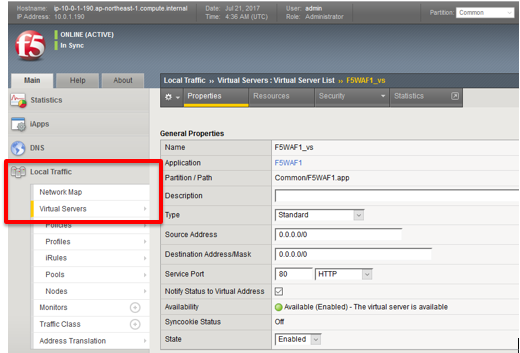 Hostname: ip-10-0-1-190.ap-northeast-1.compute.internal Date: Jul 21, 2017 User: admin
IP Address: 10.0.1.190 Time: 4:36 AM (UTC) Role: Administrator
Partition: Common
f5
ONLINE (ACTIVE)
In Sync
Main Help About
Local Traffic ›› Virtual Servers : Virtual Server List ›› F5WAF1_vs
Properties Resources Security Statistics
Statistics
iApps
DNS
Local Traffic
Network Map
Virtual Servers
Policies
Profiles
iRules
Pools
Nodes
Monitors
Traffic Class
Address Translation
General Properties
Name F5WAF1_vs
Application F5WAF1
Partition / Path Common/F5WAF1.app
Description
Type Standard
Source Address 0.0.0.0/0
Destination Address/Mask 0.0.0.0/0
Service Port 80 HTTP
Notify Status to Virtual Address
Availability Available (Enabled) - The virtual server is available
Syncookie Status Off
State Enabled